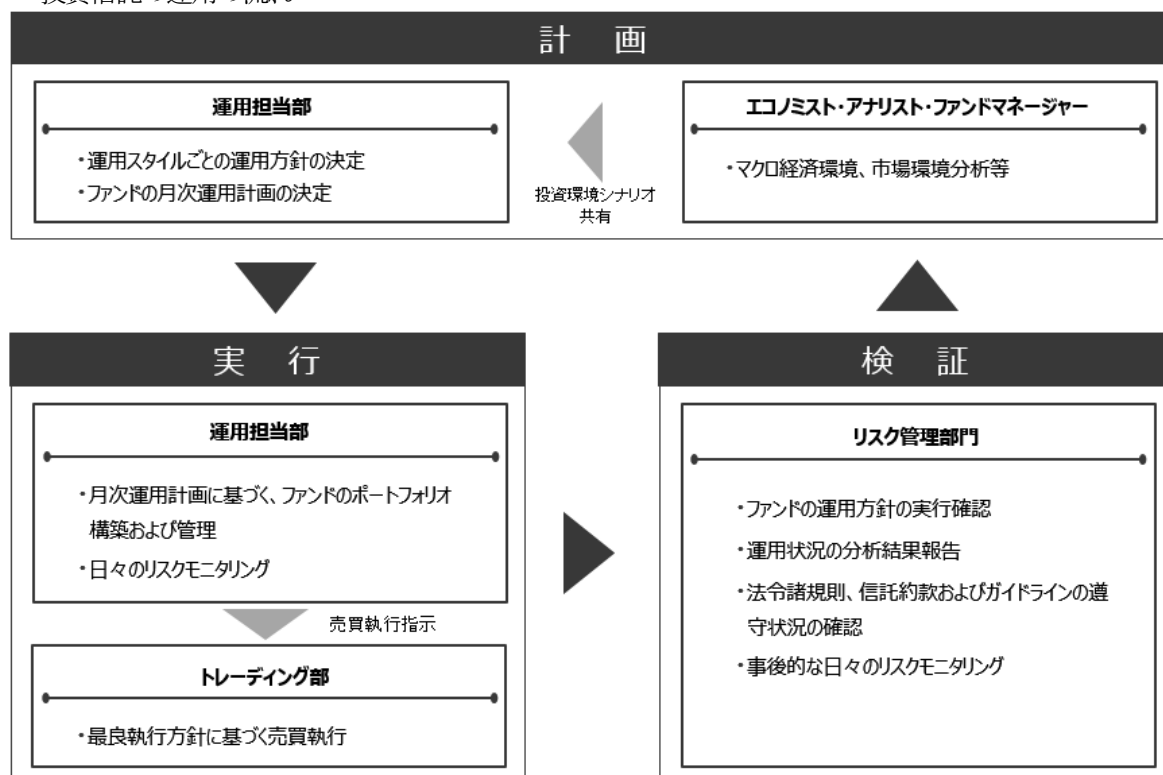 投資信託の運用の流れ
計 画
運用担当部
・運用スタイルごとの運用方針の決定
・ファンドの月次運用計画の決定
投資環境シナリオ
共有
エコノミスト・アナリスト・ファンドマネージャー
・マクロ経済環境、市場環境分析等
実 行
運用担当部
・月次運用計画に基づく、ファンドのポートフォリオ
構築および管理
・日々のリスクモニタリング
売買執行指示
トレーディング部
・最良執行方針に基づく売買執行
検 証
リスク管理部門
・ファンドの運用方針の実行確認
・運用状況の分析結果報告
・法令諸規則、信託約款およびガイドラインの遵
守状況の確認
・事後的な日々のリスクモニタリング